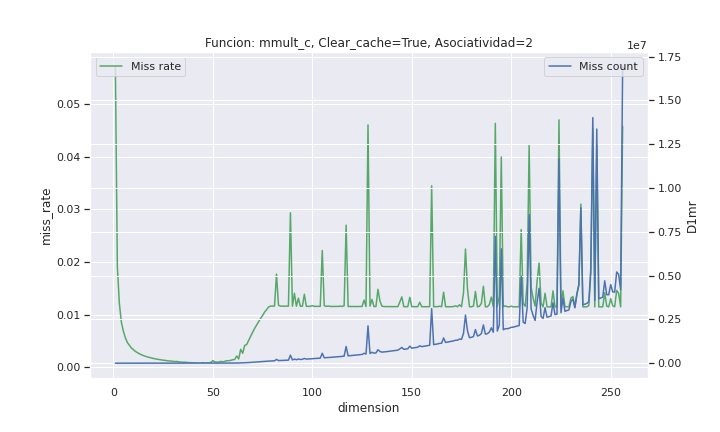 Funcion: mmult_c, Clear_cache=True, Asociatividad=2
1e7
Miss rate
Miss count
miss_rate
0.05
0.04
0.03
0.02
0.01
0.00
1.75
1.50
1.25
1.00
0.75
0.50
0.25
0.00
D1mr
0 50 100 150 200 250
dimension